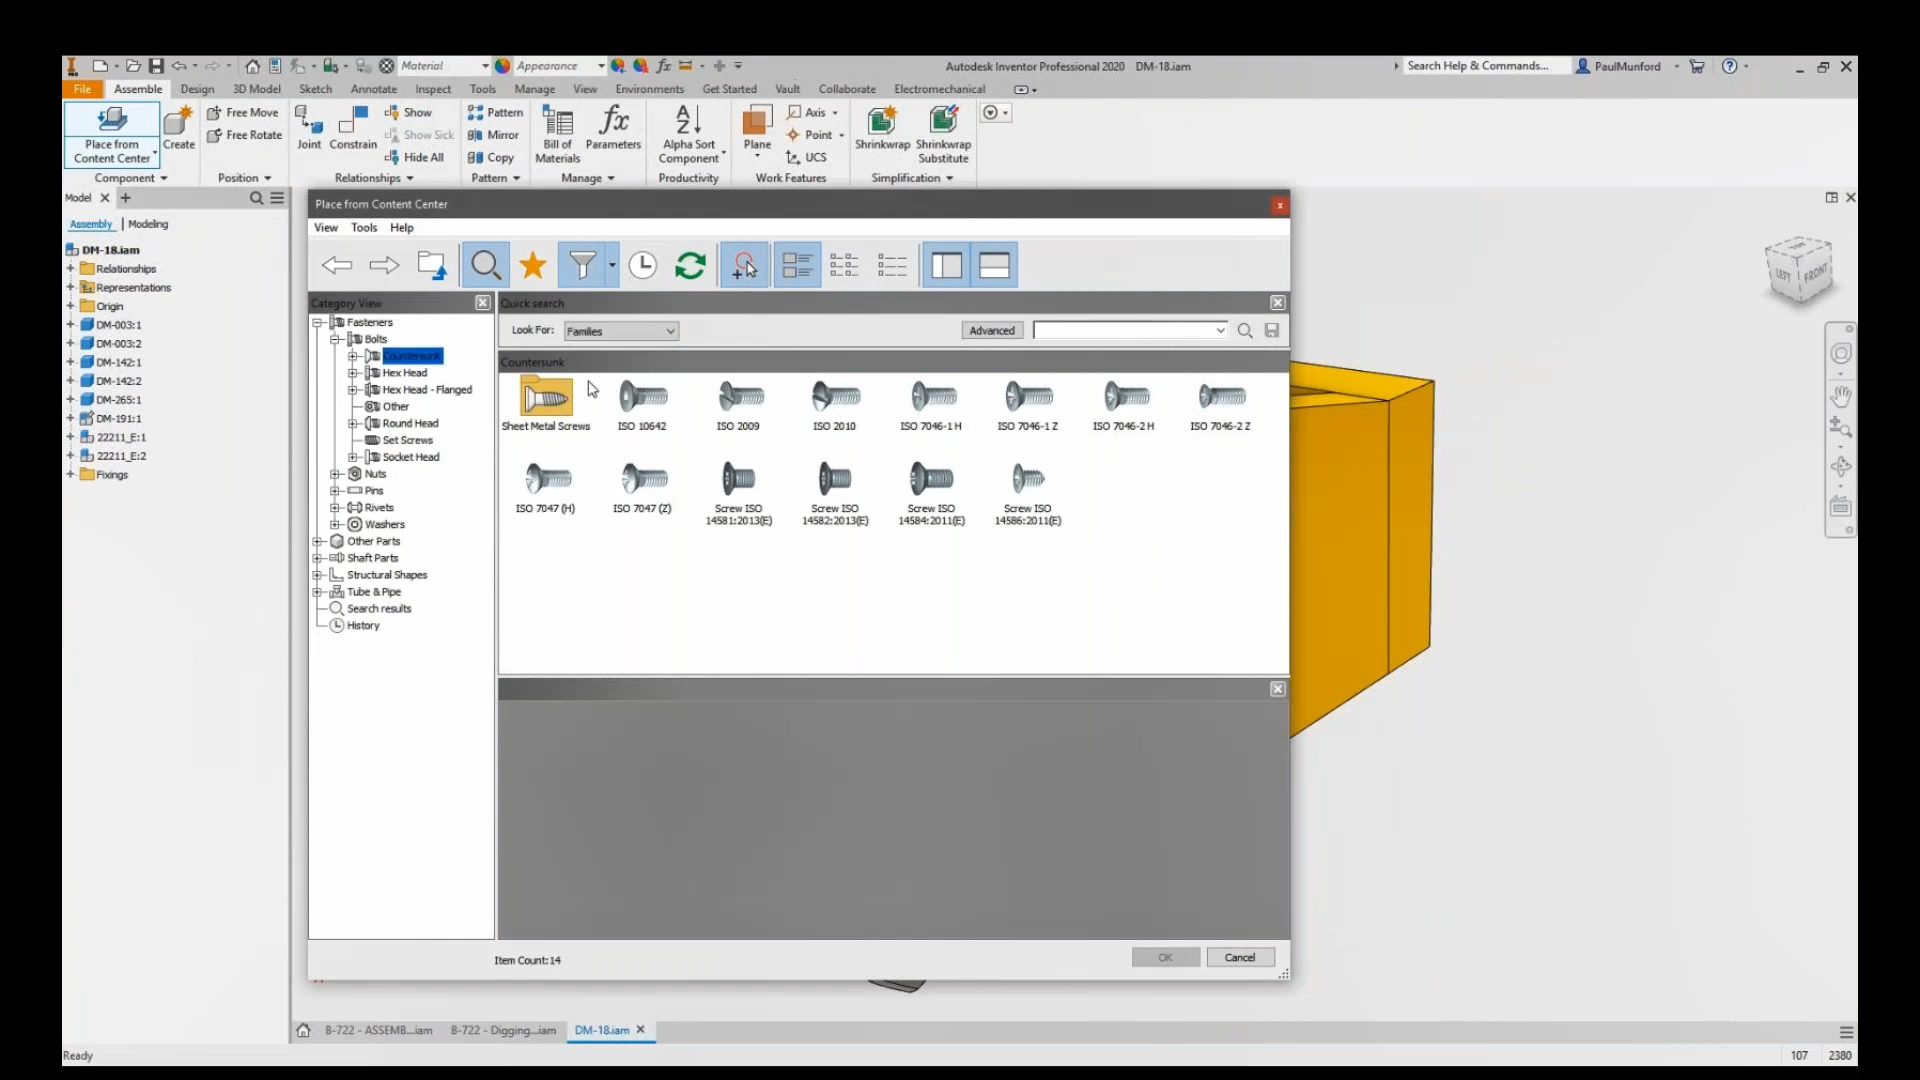 Material
Appearance
Autodesk Inventor Professional 2020 DM-18.iam
Search Help & Commands...
PaulMunford
File Assemble Design 3D Model Sketch Annotate Inspect Tools Manage View Environments Get Started Vault Collaborate Electromechanical
Place from
Content Center
Create
Free Move
Free Rotate
Joint
Constrain
Show
Show Sick
Hide All
Pattern
Mirror
Copy
Bill of
Materials
Parameters
Alpha Sort
Component
Plane
Axis
Point
UCS
Shrinkwrap
Shrinkwrap
Substitute
Component Position Relationships Pattern Manage Productivity Work Features Simplification
Model
Assembly | Modeling
DM-18.iam
Relationships
Representations
Origin
DM-003:1
DM-003:2
DM-142:1
DM-142:2
DM-265:1
DM-191:1
22211_E:1
22211_E:2
Fixings
Place from Content Center
View Tools Help
Category View
Fasteners
Bolts
Countersunk
Hex Head
Hex Head - Flanged
Other
Round Head
Set Screws
Socket Head
Nuts
Pins
Rivets
Washers
Other Parts
Shaft Parts
Structural Shapes
Tube & Pipe
Search results
History
Quick search
Look For: Families Advanced
Countersunk
Sheet Metal Screws ISO 10642 ISO 2009 ISO 2010 ISO 7046-1 H ISO 7046-1 Z ISO 7046-2 H ISO 7046-2 Z
ISO 7047 (H) ISO 7047 (Z) Screw ISO 14581:2013(E) Screw ISO 14582:2013(E) Screw ISO 14584:2011(E) Screw ISO 14586:2011(E)
Item Count:14
OK Cancel
TOP
LEFT FRONT
B-722 - ASSEMB...iam B-722 - Digging...iam DM-18.iam
Ready
107 2380